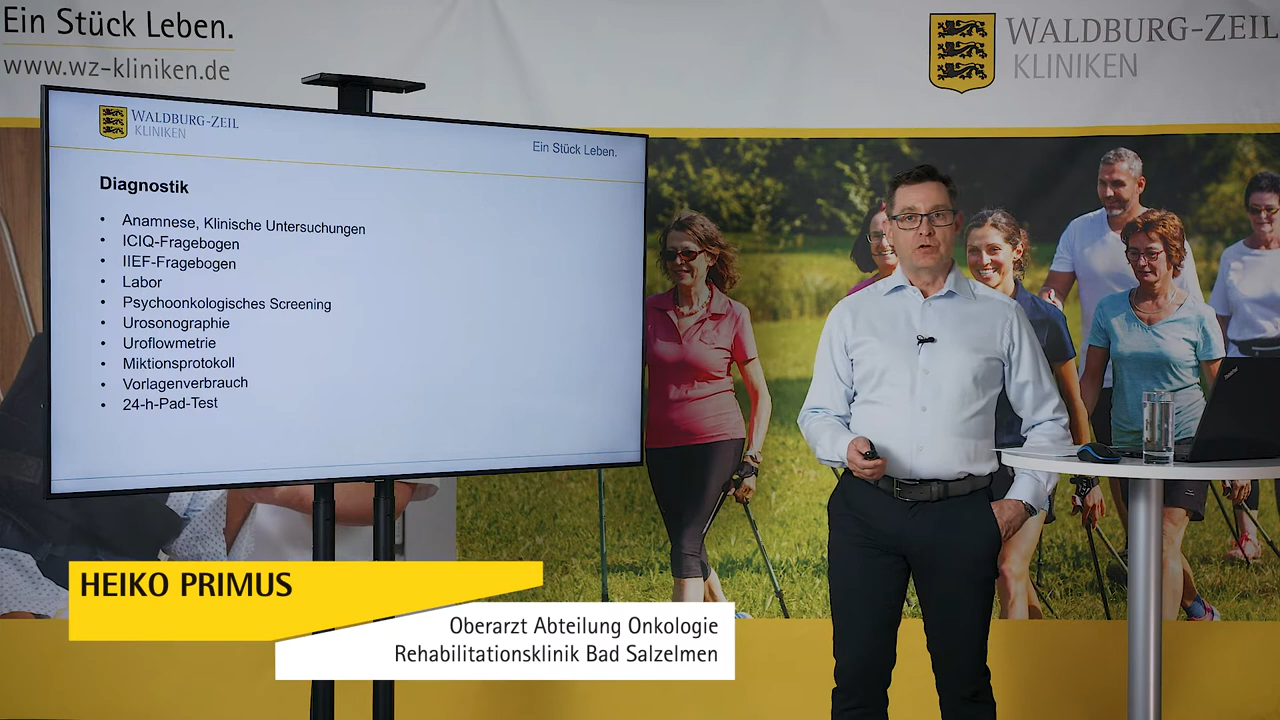 Ein Stück Leben.
www.wz-kliniken.de
WALDBURG-ZEIL
KLINIKEN
WALDBURG-ZEIL
KLINIKEN
Ein Stück Leben.
Diagnostik
• Anamnese, Klinische Untersuchungen
• ICIQ-Fragebogen
• IIEF-Fragebogen
• Labor
• Psychoonkologisches Screening
• Urosonographie
• Uroflowmetrie
• Miktionsprotokoll
• Vorlagenverbrauch
• 24-h-Pad-Test
ThinkPad
HEIKO PRIMUS
Oberarzt Abteilung Onkologie
Rehabilitationsklinik Bad Salzelmen